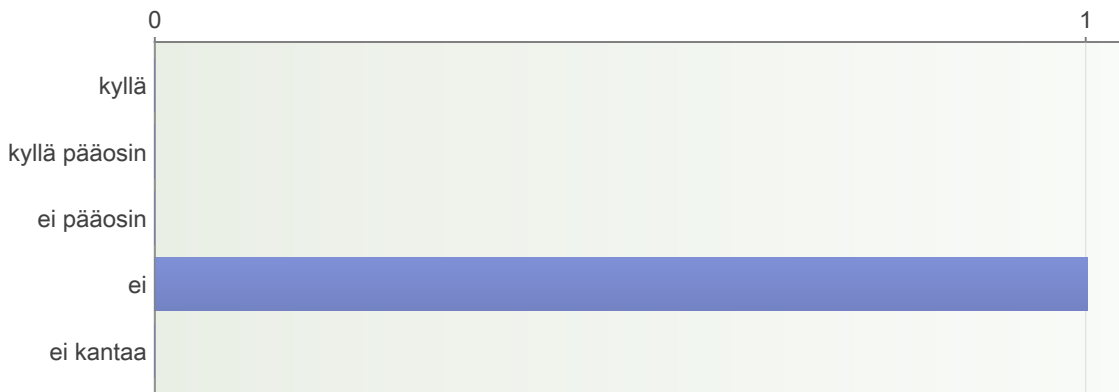 0 1
kyllä
kyllä pääosin
ei pääosin
ei
ei kantaa